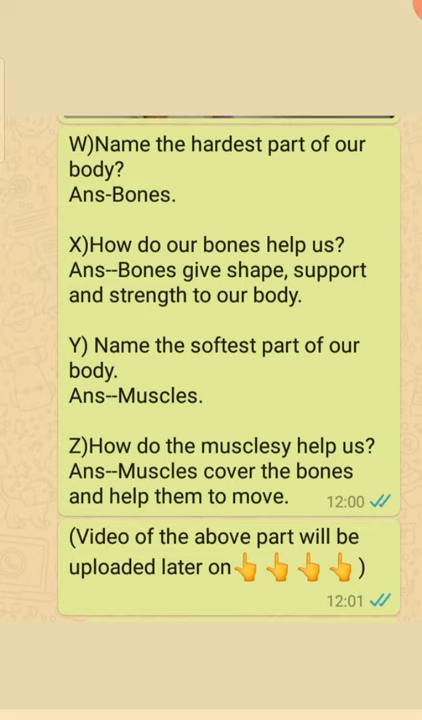 W)Name the hardest part of our
body?
Ans-Bones.
X)How do our bones help us?
Ans--Bones give shape, support
and strength to our body.
Y) Name the softest part of our
body.
Ans--Muscles.
Z)How do the musclesy help us?
Ans--Muscles cover the bones
and help them to move. 12:00
(Video of the above part will be
uploaded later on👆👆👆👆)
12:01